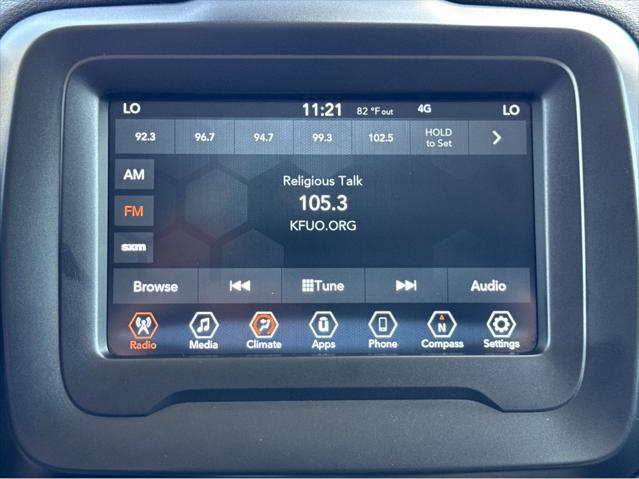 LO 11:21 82 °F out 4G LO
92.3 96.7 94.7 99.3 102.5 HOLD to Set
AM
Religious Talk
FM
105.3
KFUO.ORG
sxm
Browse Tune Audio
Radio Media Climate Apps Phone Compass Settings
N